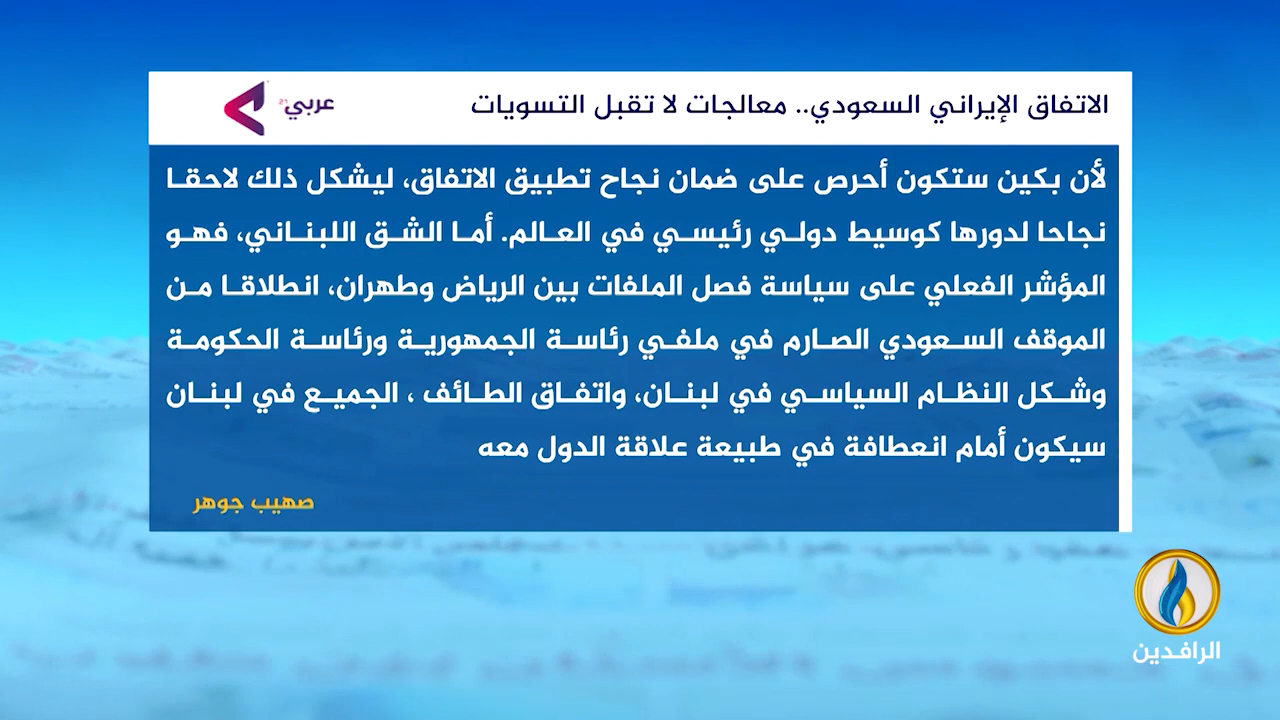 الاتفاق الإيراني السعودي.. معالجات لا تقبل التسويات
عربي21
لأن بكين ستكون أحرص على ضمان نجاح تطبيق الاتفاق، ليشكل ذلك لاحقا
نجاحا لدورها كوسيط دولي رئيسي في العالم. أما الشق اللبناني، فهو
المؤشر الفعلي على سياسة فصل الملفات بين الرياض وطهران، انطلاقا من
الموقف السعودي الصارم في ملفي رئاسة الجمهورية ورئاسة الحكومة
وشكل النظام السياسي في لبنان، واتفاق الطائف ، الجميع في لبنان
سيكون أمام انعطافة في طبيعة علاقة الدول معه
صهيب جوهر
الرافدين